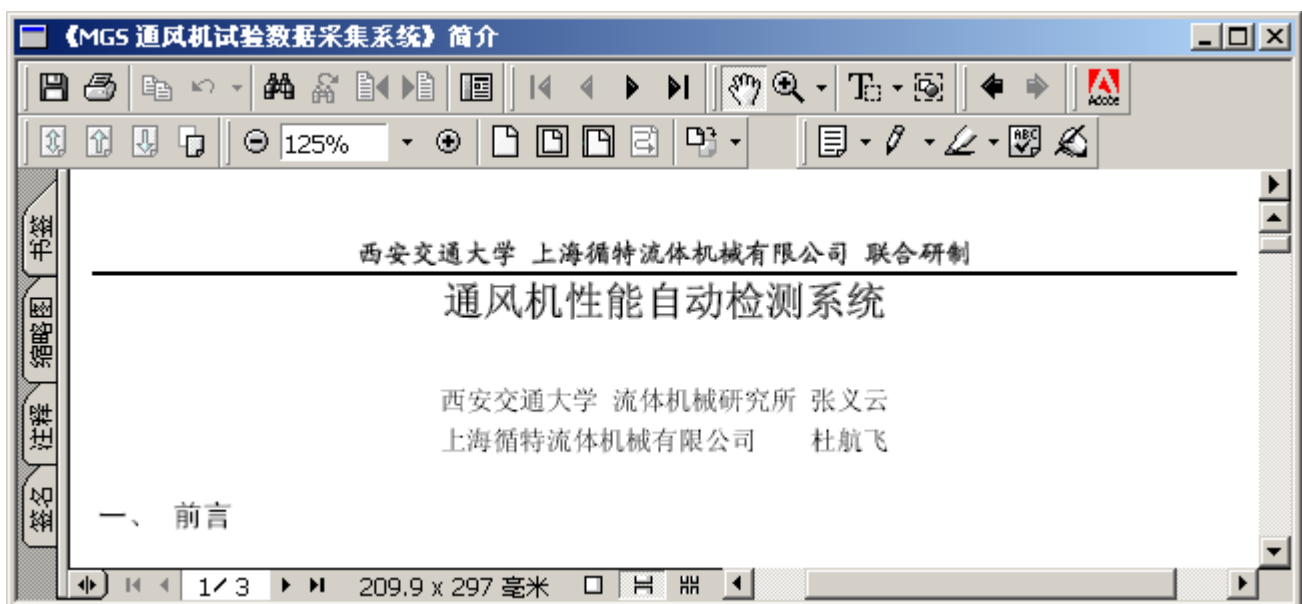 《MGS 通风机试验数据采集系统》简介
Adobe
125%
ABC
书签
缩略图
注释
签名
西安交通大学 上海循特流体机械有限公司 联合研制
通风机性能自动检测系统
西安交通大学 流体机械研究所 张义云
上海循特流体机械有限公司 杜航飞
一、 前言
1/3
209.9 x 297 毫米